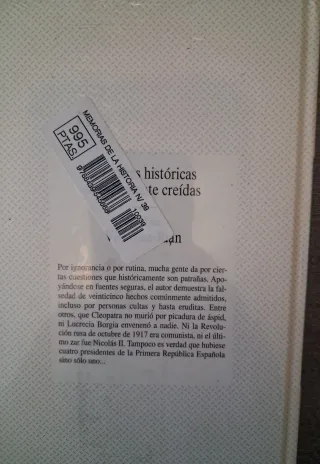 MEMORIAS DE LA HISTORIA N/ 39
995
PTAS.
10039
s históricas
te creídas
an
Por ignorancia o por rutina, mucha gente da por cier-
tas cuestiones que históricamente son patrañas. Apo-
yándose en fuentes seguras, el autor demuestra la fal-
sedad de veinticinco hechos comúnmente admitidos,
incluso por personas cultas y hasta eruditas. Entre
otros, que Cleopatra no murió por picadura de áspid,
ni Lucrecia Borgia envenenó a nadie. Ni la Revolu-
ción rusa de octubre de 1917 era comunista, ni el últi-
mo zar fue Nicolás II. Tampoco es verdad que hubiese
cuatro presidentes de la Primera República Española
sino sólo uno...